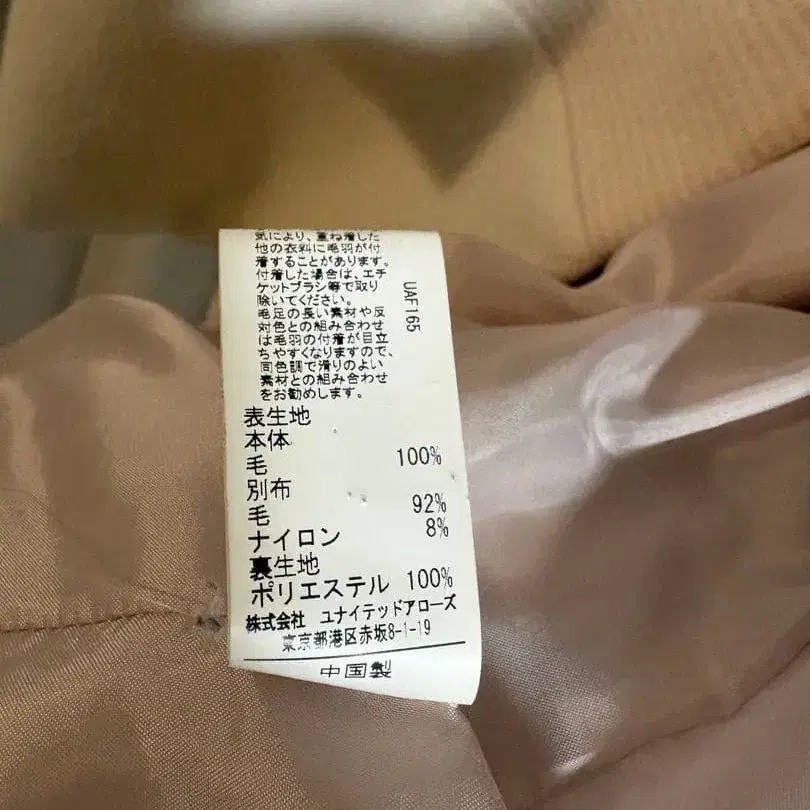 気により、重ね着した
他の衣料に毛羽が付
着することがあります。
付着した場合は、エチ
ケットブラシ等で取り
除いてください。
毛足の長い素材や反
対色との組み合わせ
は毛羽の付着が目立
ちやすくなりますので、
同色調で滑りのよい
素材との組み合わせ
をお勧めします。
UAF165
表生地
本体
毛 100%
別布
毛 92%
ナイロン 8%
裏生地
ポリエステル 100%
株式会社 ユナイテッドアローズ
東京都港区赤坂8-1-19
中国製